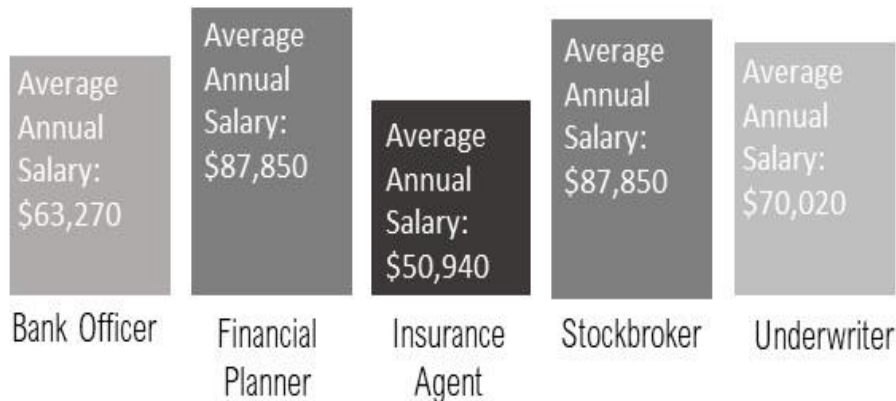 Average
Annual
Salary:
$63,270
Bank Officer
Average
Annual
Salary:
$87,850
Financial
Planner
Average
Annual
Salary:
$50,940
Insurance
Agent
Average
Annual
Salary:
$87,850
Stockbroker
Average
Annual
Salary:
$70,020
Underwriter